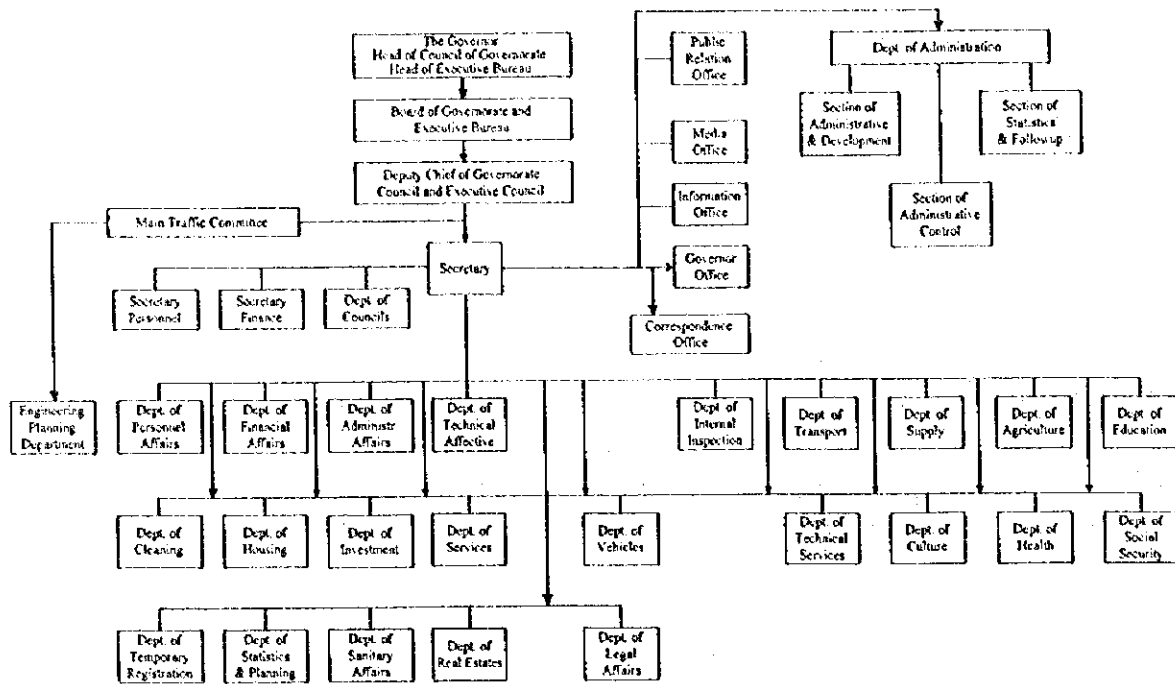 The Governor
Head of Council of Governorate
Head of Executive Bureau
Board of Governorate and
Executive Bureau
Deputy Chief of Governorate
Council and Executive Council
Main Traffic Committee
Secretary
Secretary
Personnel
Secretary
Finance
Dept. of
Councils
Public
Relation
Office
Media
Office
Information
Office
Governor
Office
Correspondence
Office
Dept. of Administration
Section of
Administrative
& Development
Section of
Statistical
& Followup
Section of
Administrative
Control
Engineering
Planning
Department
Dept. of
Personnel
Affairs
Dept. of
Financial
Affairs
Dept. of
Administr
Affairs
Dept. of
Technical
Affective
Dept. of
Internal
Inspection
Dept. of
Transport
Dept. of
Supply
Dept. of
Agriculture
Dept. of
Education
Dept. of
Cleaning
Dept. of
Housing
Dept. of
Investment
Dept. of
Services
Dept. of
Vehicles
Dept. of
Technical
Services
Dept. of
Culture
Dept. of
Health
Dept. of
Social
Security
Dept. of
Temporary
Registration
Dept. of
Statistics
& Planning
Dept. of
Sanitary
Affairs
Dept. of
Real Estates
Dept. of
Legal
Affairs